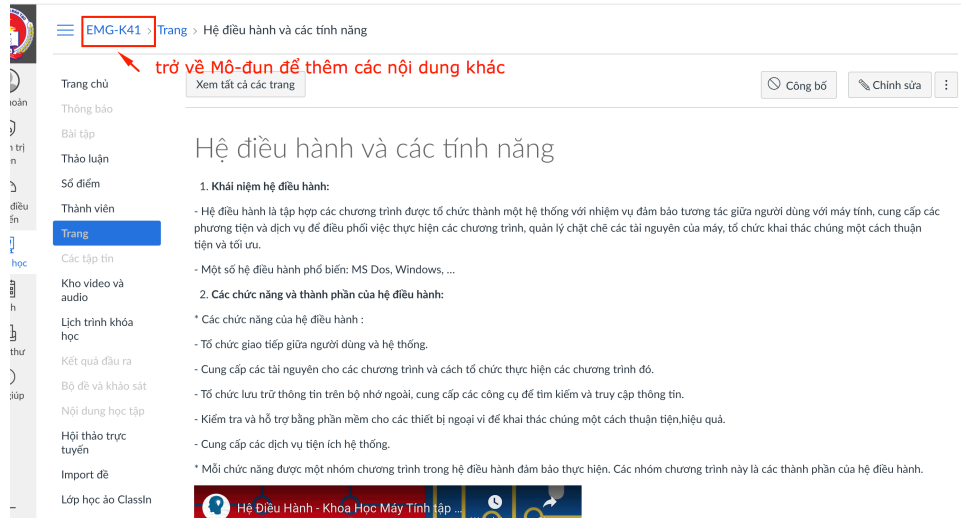 EMG-K41 > Trang > Hệ điều hành và các tính năng
trở về Mô-đun để thêm các nội dung khác
Trang chủ
Thông báo
Bài tập
Thảo luận
Sổ điểm
Thành viên
Trang
Các tập tin
Kho video và
audio
Lịch trình khóa
học
Kết quả đầu ra
Bộ đề và khảo sát
Nội dung học tập
Hội thảo trực
tuyến
Import đề
Lớp học ảo ClassIn
Xem tất cả các trang
Công bố
Chỉnh sửa
Hệ điều hành và các tính năng
1. Khái niệm hệ điều hành:
- Hệ điều hành là tập hợp các chương trình được tổ chức thành một hệ thống với nhiệm vụ đảm bảo tương tác giữa người dùng với máy tính, cung cấp các
phương tiện và dịch vụ để điều phối việc thực hiện các chương trình, quản lý chặt chẽ các tài nguyên của máy, tổ chức khai thác chúng một cách thuận
tiện và tối ưu.
- Một số hệ điều hành phổ biến: MS Dos, Windows, ...
2. Các chức năng và thành phần của hệ điều hành:
* Các chức năng của hệ điều hành :
- Tổ chức giao tiếp giữa người dùng và hệ thống.
- Cung cấp các tài nguyên cho các chương trình và cách tổ chức thực hiện các chương trình đó.
- Tổ chức lưu trữ thông tin trên bộ nhớ ngoài, cung cấp các công cụ để tìm kiếm và truy cập thông tin.
- Kiểm tra và hỗ trợ bằng phần mềm cho các thiết bị ngoại vi để khai thác chúng một cách thuận tiện,hiệu quả.
- Cung cấp các dịch vụ tiện ích hệ thống.
* Mỗi chức năng được một nhóm chương trình trong hệ điều hành đảm bảo thực hiện. Các nhóm chương trình này là các thành phần của hệ điều hành.
Hệ Điều Hành - Khoa Học Máy Tính tập ...